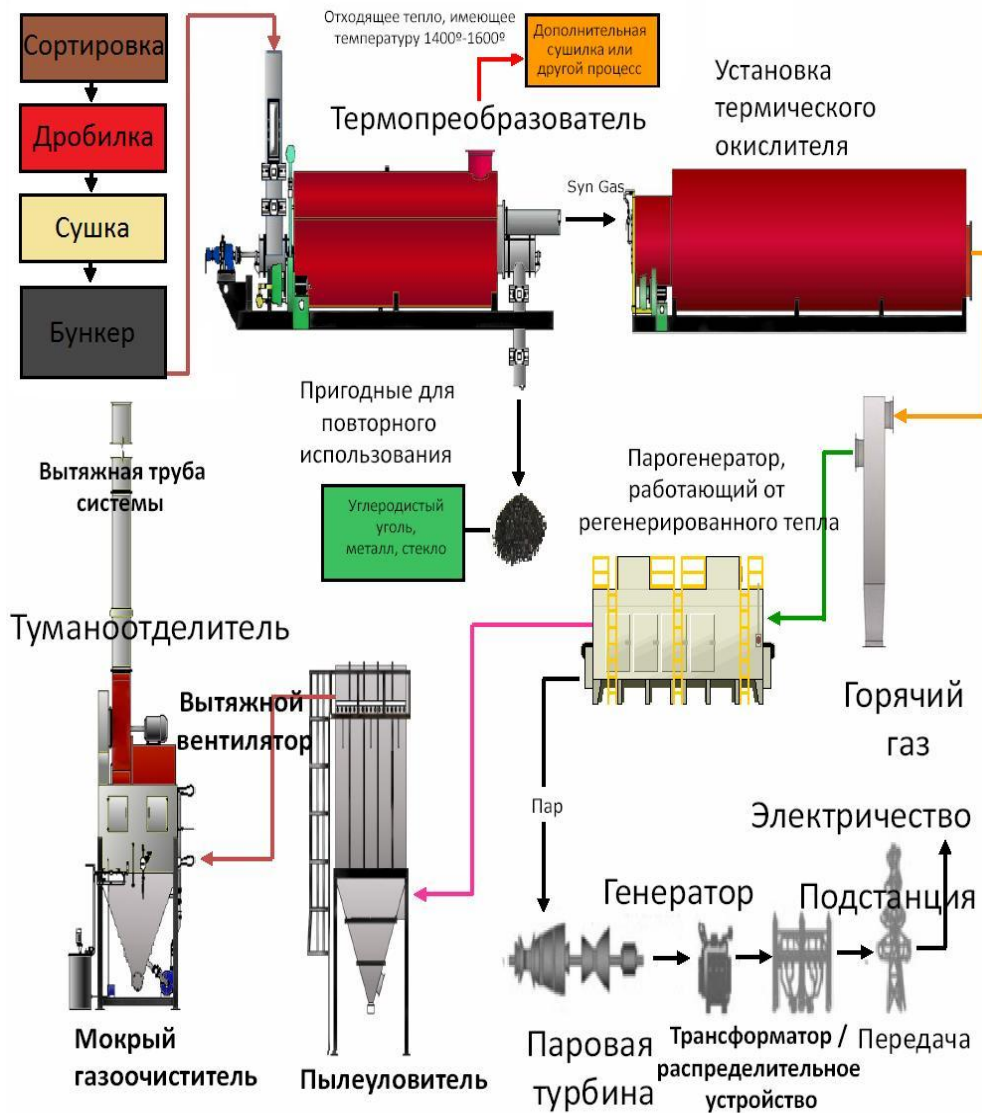 Сортировка
Дробилка
Сушка
Бункер
Отходящее тепло, имеющее
температуру 1400º-1600º
Дополнительная
сушилка или
другой процесс
Термопреобразователь
Установка
термического
окислителя
Syn Gas
Пригодные для
повторного
использования
Углеродистый
уголь,
металл, стекло
Парогенератор,
работающий от
регенерированного тепла
Вытяжная труба
системы
Туманоотделитель
Вытяжной
вентилятор
Горячий
газ
Пар
Электричество
Генератор
Подстанция
Мокрый
газоочиститель
Пылеуловитель
Паровая
турбина
Трансформатор /
распределительное
устройство
Передача